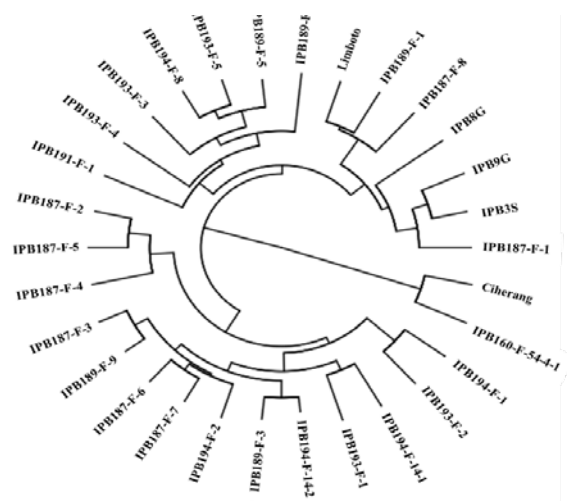 IPB193-F-5
IPB189-F-5
IPB194-F-8
Limboto
IPB189-F-1
IPB187-F-8
IPB193-F-3
IPB8G
IPB193-F-4
IPB9G
IPB191-F-1
IPB3S
IPB187-F-2
IPB187-F-1
IPB187-F-5
Ciherang
IPB187-F-4
IPB160-F-54-4-1
IPB187-F-3
IPB194-F-1
IPB189-F-9
IPB193-F-2
IPB187-F-6
IPB187-F-7
IPB194-F-2
IPB189-F-3
IPB194-F-14-2
IPB193-F-1
IPB194-F-14-1